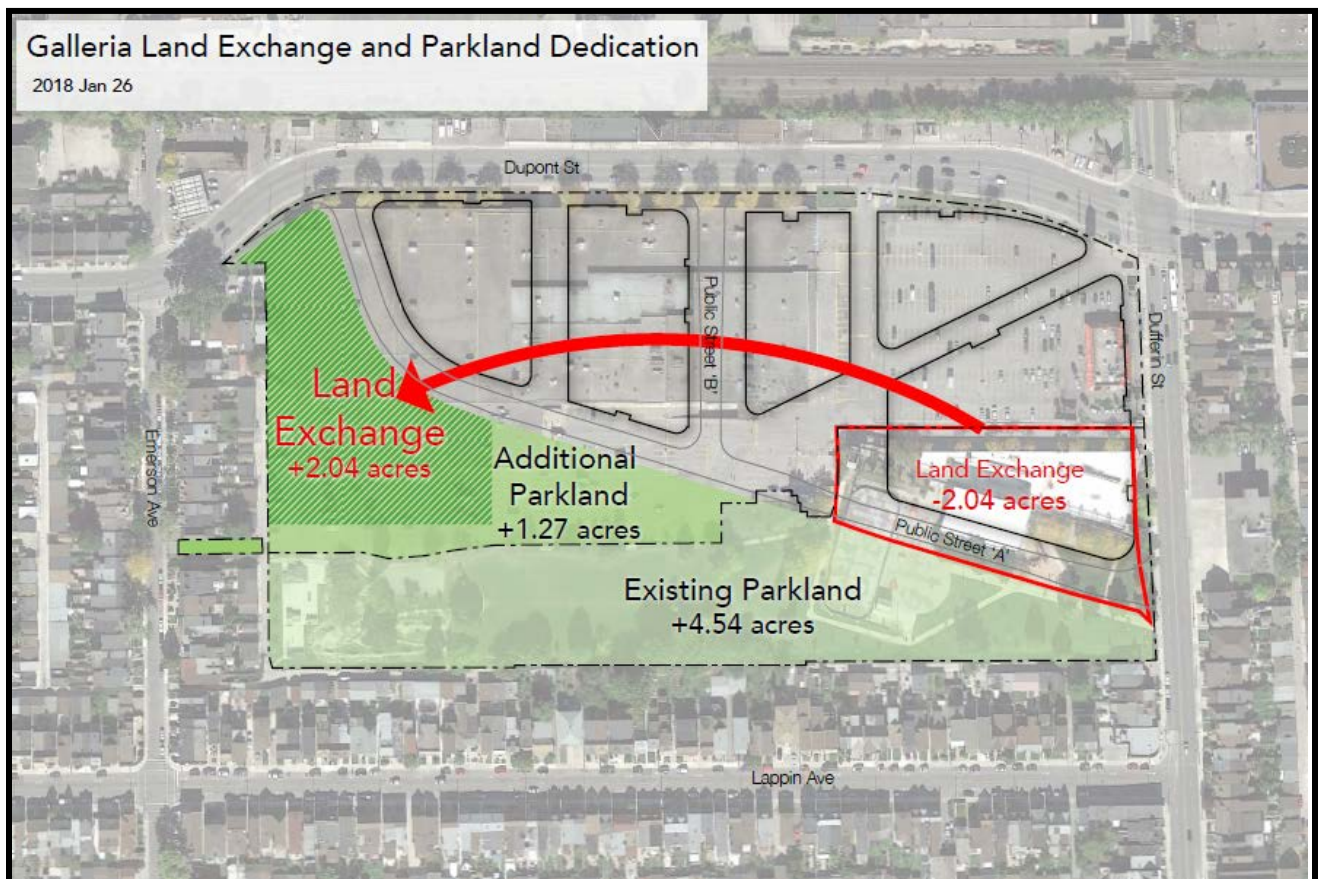 Galleria Land Exchange and Parkland Dedication
2018 Jan 26
Dupont St
Public Street 'B'
Dufferin St
Land
Exchange
+2.04 acres
Emerson Ave
Additional
Parkland
+1.27 acres
Land Exchange
-2.04 acres
Public Street 'A'
Existing Parkland
+4.54 acres
Lappin Ave